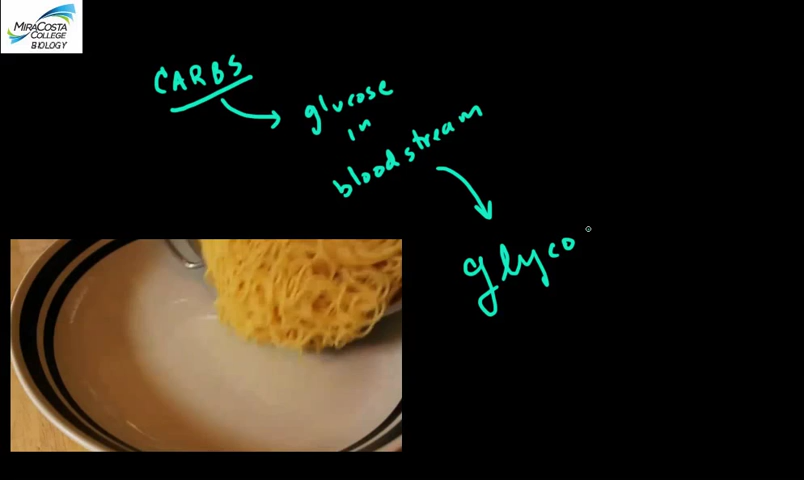 MIRACOSTA
COLLEGE
BIOLOGY
CARBS
glucose
in
bloodstream
glyco